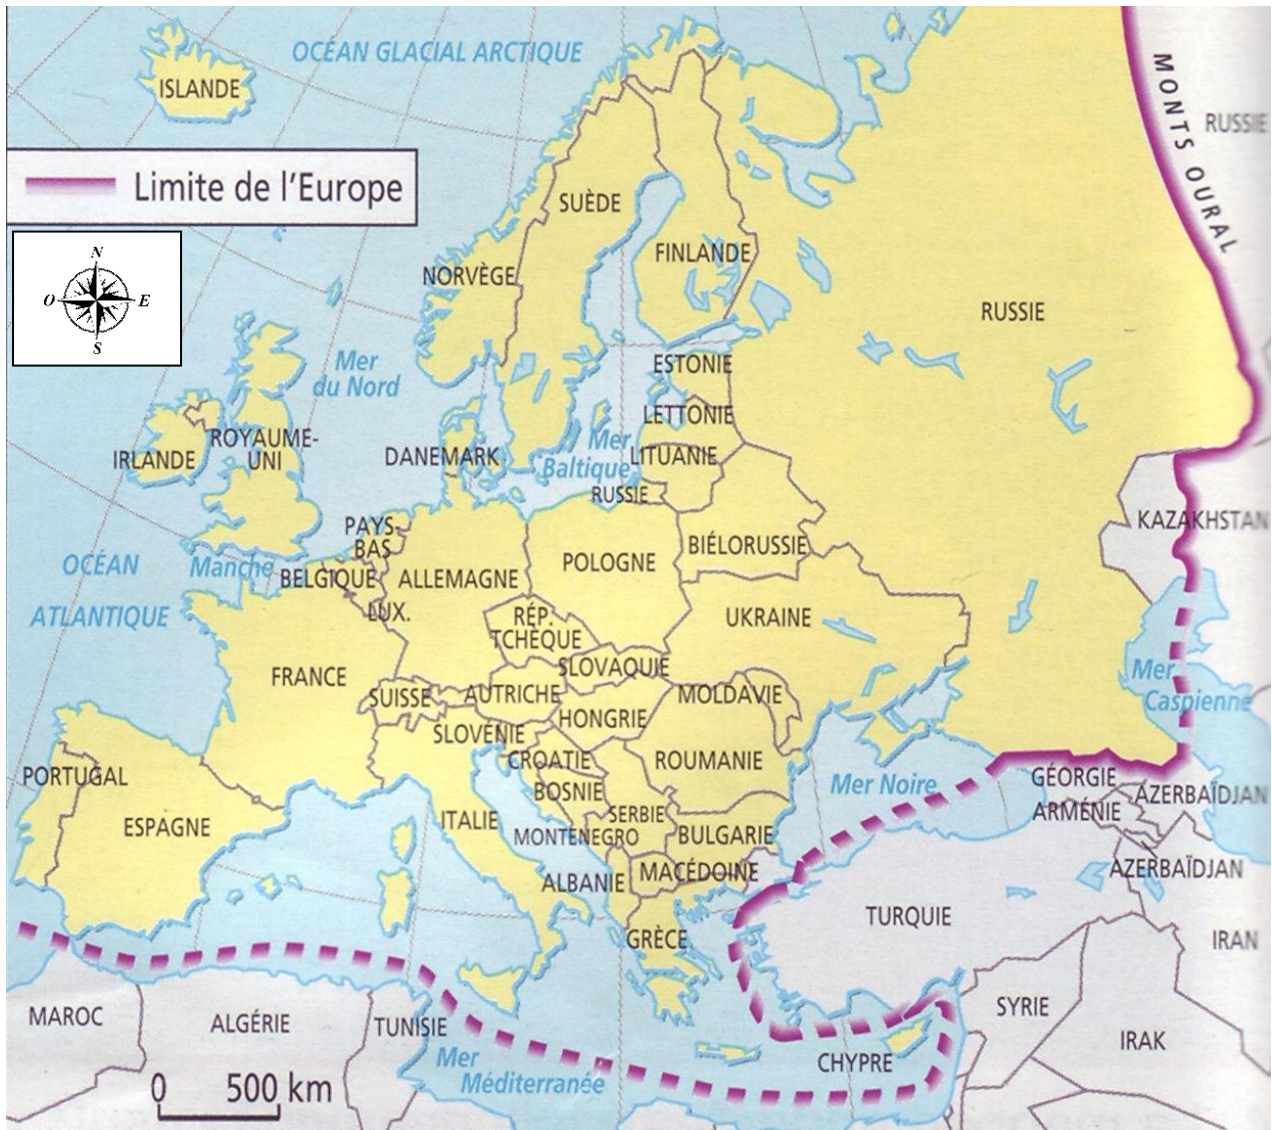 OCÉAN GLACIAL ARCTIQUE
ISLANDE
MONTS OURAL
RUSSIE
Limite de l'Europe
SUÈDE
FINLANDE
N
O
E
S
NORVÈGE
RUSSIE
Mer
du Nord
ESTONIE
LETTONIE
ROYAUME-
UNI
IRLANDE
DANEMARK
Mer
Baltique
LITUANIE
RUSSIE
KAZAKHSTAN
PAYS-
BAS
BIÉLORUSSIE
POLOGNE
OCÉAN
ATLANTIQUE
Manche
BELGIQUE
ALLEMAGNE
LUX.
RÉP.
TCHÈQUE
UKRAINE
SLOVAQUIE
FRANCE
SUISSE
AUTRICHE
MOLDAVIE
Mer
Caspienne
HONGRIE
SLOVÉNIE
CROATIE
ROUMANIE
PORTUGAL
BOSNIE
Mer Noire
GÉORGIE
AZERBAÏDJAN
ARMÉNIE
ESPAGNE
ITALIE
SERBIE
MONTENEGRO
BULGARIE
ALBANIE
MACÉDOINE
AZERBAÏDJAN
TURQUIE
GRÈCE
IRAN
MAROC
ALGÉRIE
TUNISIE
SYRIE
IRAK
CHYPRE
Mer
Méditerranée
0 500 km